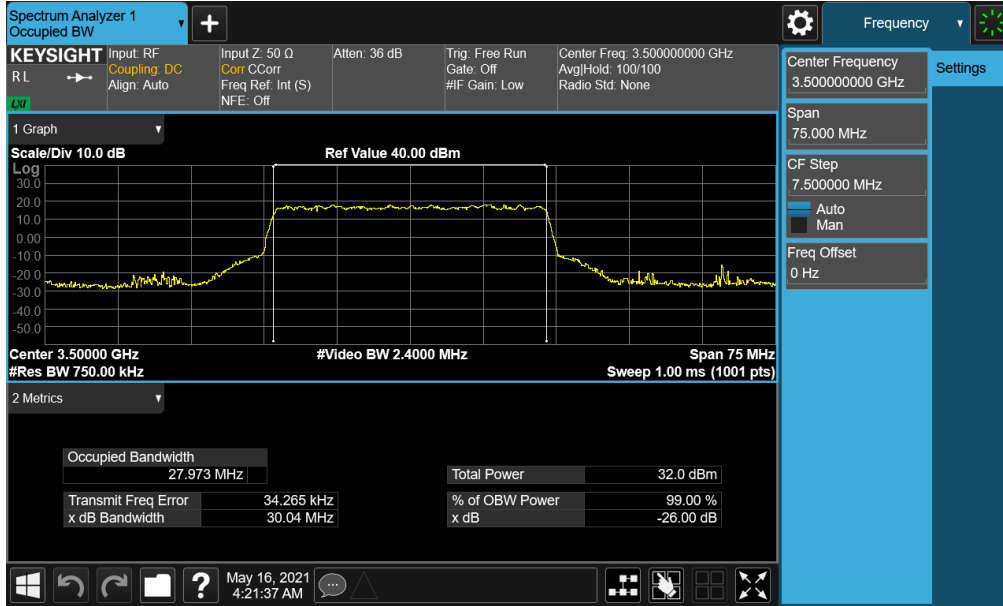 Spectrum Analyzer 1
Occupied BW
+
Frequency
KEYSIGHT
RL
LXI
Input: RF
Coupling: DC
Align: Auto
Input Z: 50 Ω
Corr CCorr
Freq Ref: Int (S)
NFE: Off
Atten: 36 dB
Trig: Free Run
Gate: Off
#IF Gain: Low
Center Freq: 3.500000000 GHz
Avg|Hold: 100/100
Radio Std: None
Center Frequency
3.500000000 GHz
Settings
Span
75.000 MHz
CF Step
7.500000 MHz
Auto
Man
Freq Offset
0 Hz
1 Graph
Scale/Div 10.0 dB
Ref Value 40.00 dBm
Log
30.0
20.0
10.0
0.00
-10.0
-20.0
-30.0
-40.0
-50.0
Center 3.50000 GHz
#Video BW 2.4000 MHz
Span 75 MHz
#Res BW 750.00 kHz
Sweep 1.00 ms (1001 pts)
2 Metrics
Occupied Bandwidth
27.973 MHz
Total Power 32.0 dBm
Transmit Freq Error 34.265 kHz
% of OBW Power 99.00 %
x dB Bandwidth 30.04 MHz
x dB -26.00 dB
?
May 16, 2021
4:21:37 AM